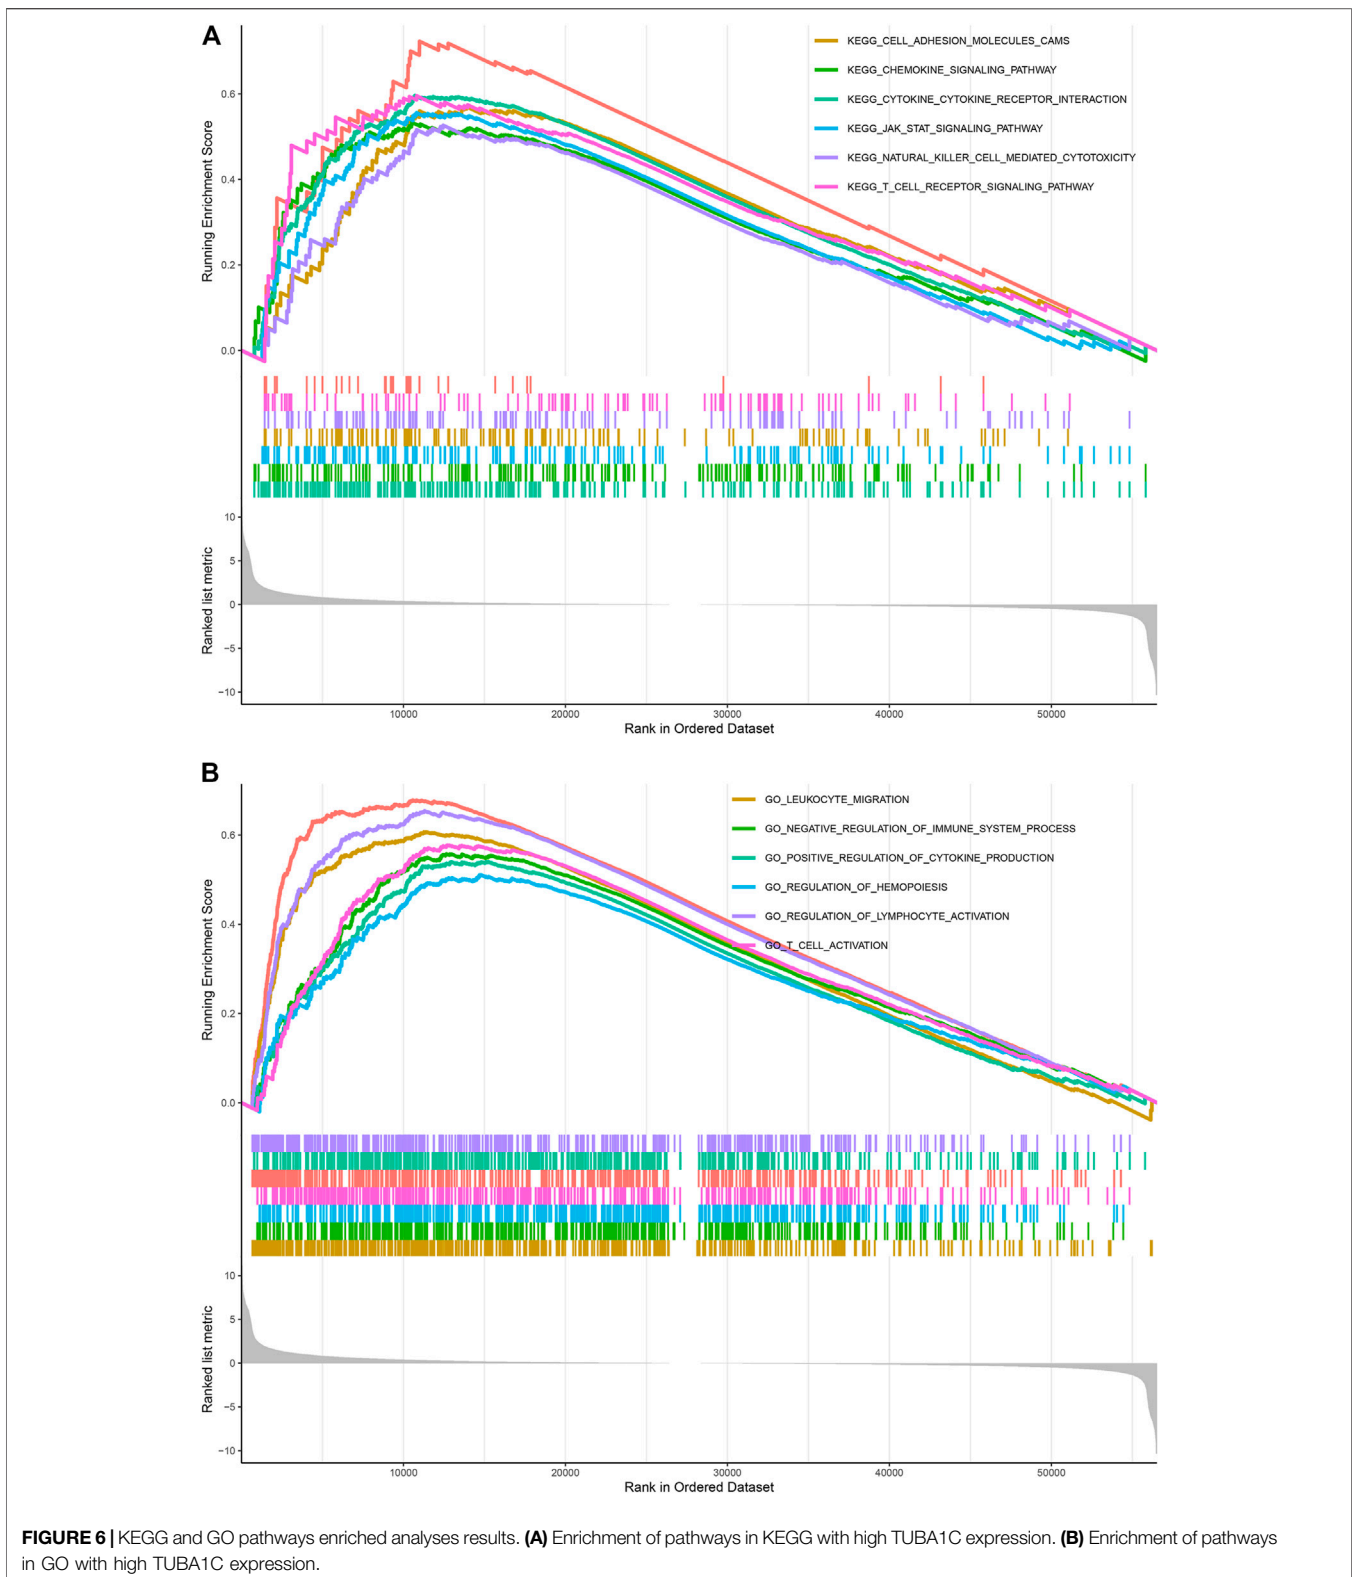 A
KEGG_CELL_ADHESION_MOLECULES_CAMS
KEGG_CHEMOKINE_SIGNALING_PATHWAY
KEGG_CYTOKINE_CYTOKINE_RECEPTOR_INTERACTION
KEGG_JAK_STAT_SIGNALING_PATHWAY
KEGG_NATURAL_KILLER_CELL_MEDIATED_CYTOTOXICITY
KEGG_T_CELL_RECEPTOR_SIGNALING_PATHWAY
Running Enrichment Score
0.6
0.4
0.2
0.0
Ranked list metric
10
5
0
−5
−10
10000 20000 30000 40000 50000
Rank in Ordered Dataset
B
GO_LEUKOCYTE_MIGRATION
GO_NEGATIVE_REGULATION_OF_IMMUNE_SYSTEM_PROCESS
GO_POSITIVE_REGULATION_OF_CYTOKINE_PRODUCTION
GO_REGULATION_OF_HEMOPOIESIS
GO_REGULATION_OF_LYMPHOCYTE_ACTIVATION
GO_T_CELL_ACTIVATION
Running Enrichment Score
0.6
0.4
0.2
0.0
Ranked list metric
10
5
0
−5
−10
10000 20000 30000 40000 50000
Rank in Ordered Dataset
FIGURE 6 | KEGG and GO pathways enriched analyses results. (A) Enrichment of pathways in KEGG with high TUBA1C expression. (B) Enrichment of pathways
in GO with high TUBA1C expression.